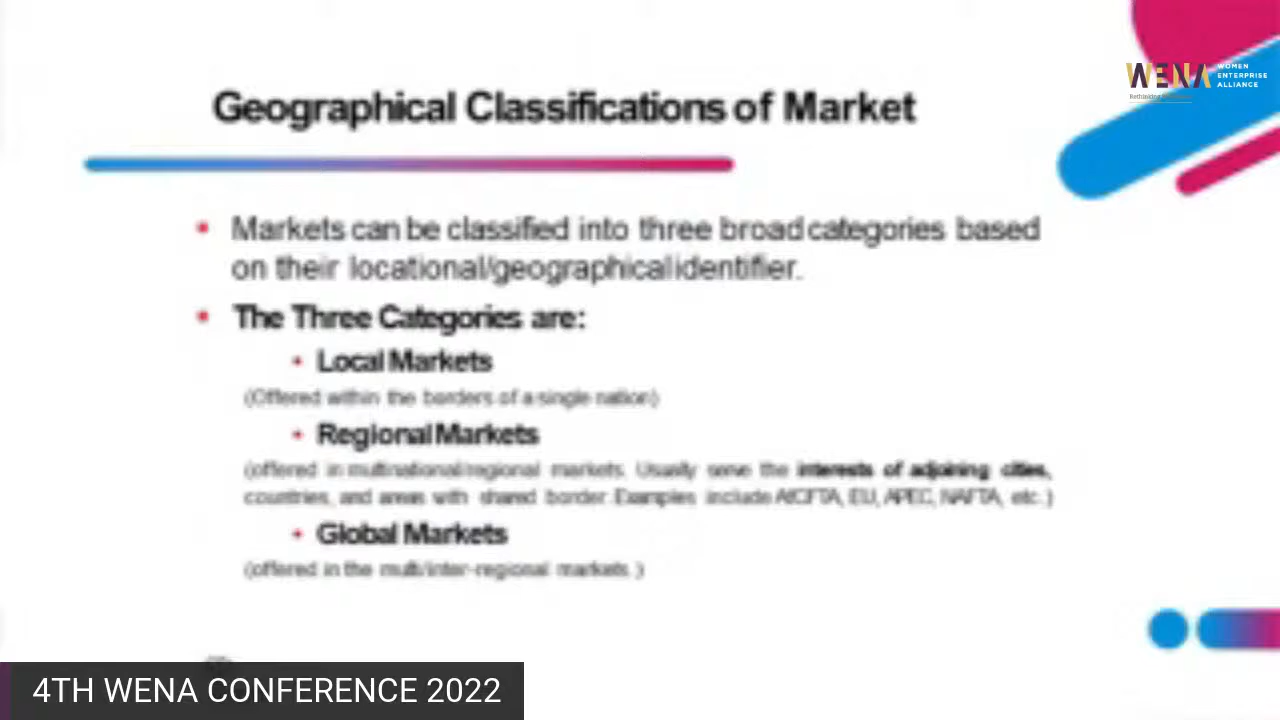 WENA WOMEN
ENTERPRISE
ALLIANCE
Geographical Classifications of Market
Markets can be classified into three broad categories based
on their locational/geographical identifier.
The Three Categories are:
Local Markets
(Offered within the borders of a single nation)
Regional Markets
(offered in multinational/regional markets. Usually serve the interests of adjoining cities,
countries, and areas with shared border. Examples include AfCFTA, EU, APEC, NAFTA, etc.)
Global Markets
(offered in the multi/inter-regional markets.)
4TH WENA CONFERENCE 2022